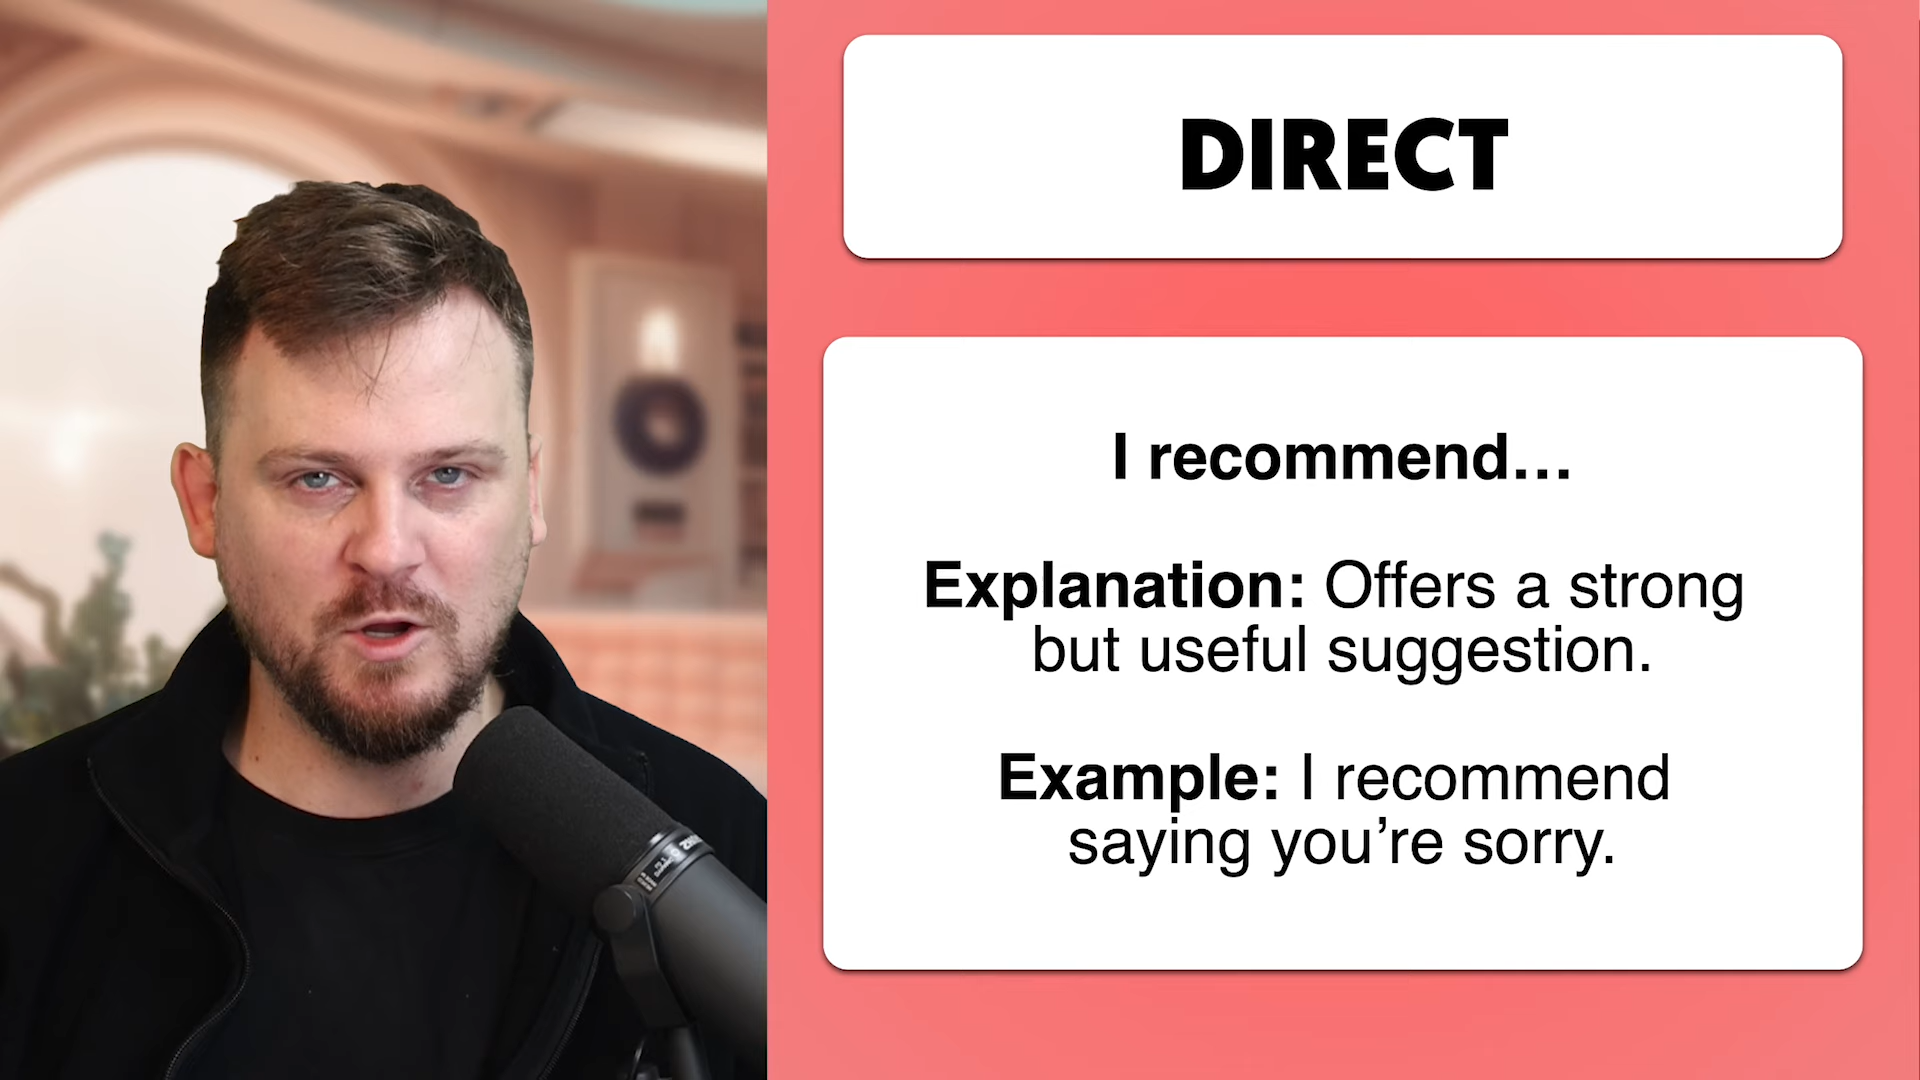 DIRECT
I recommend…
Explanation: Offers a strong
but useful suggestion.
Example: I recommend
saying you’re sorry.